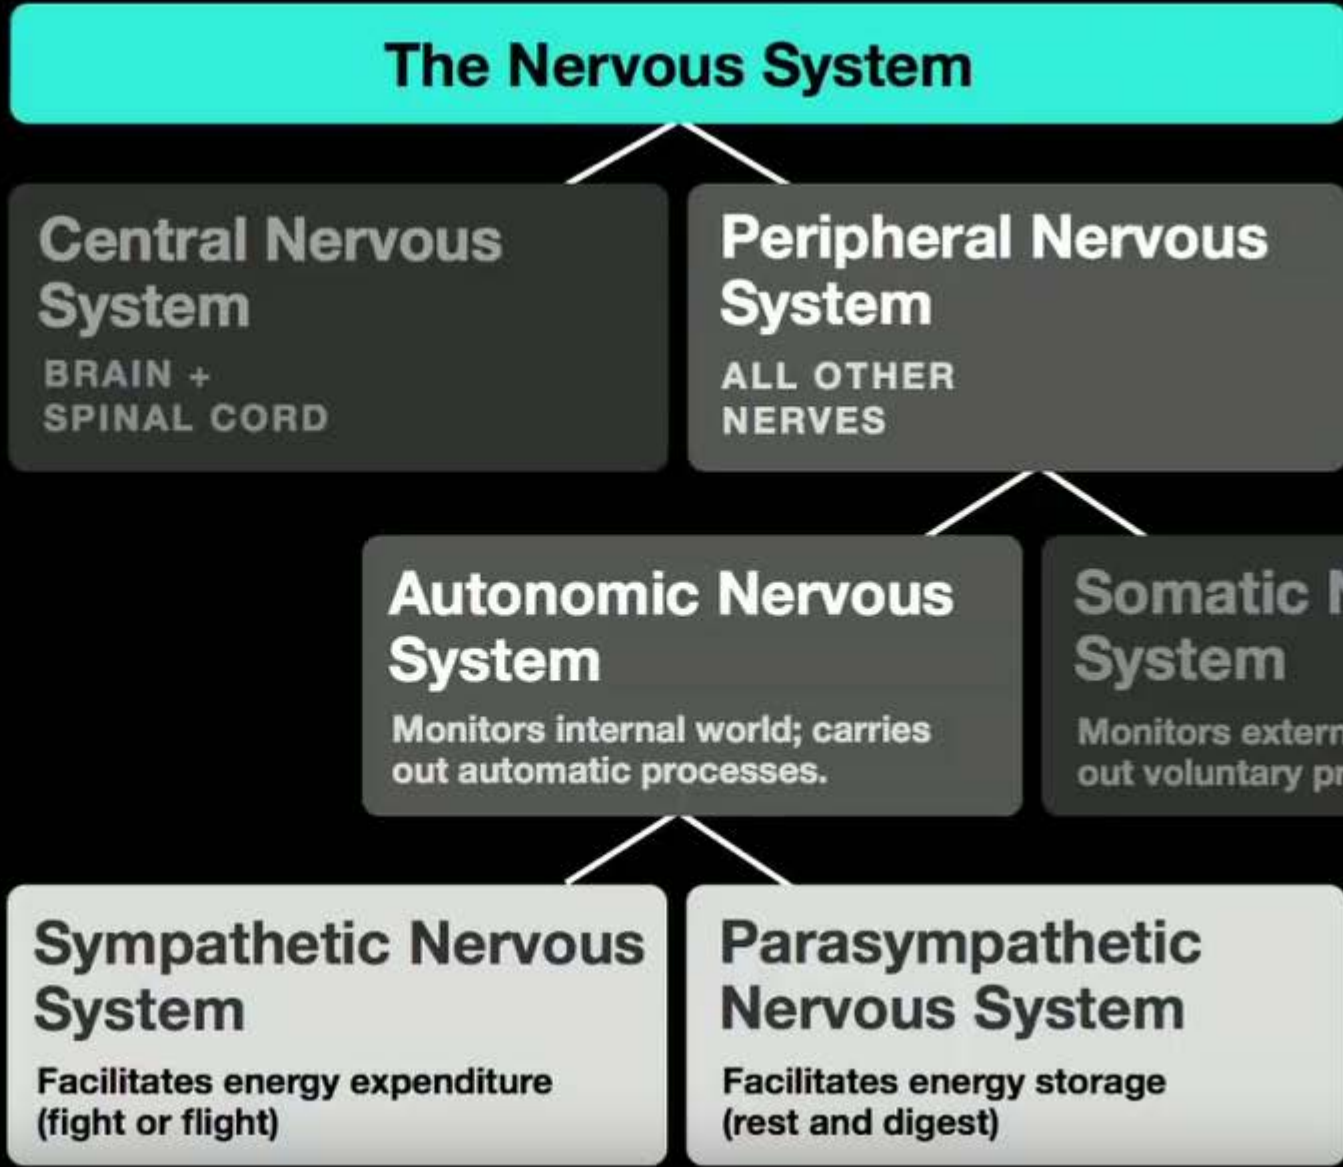 The Nervous System
Central Nervous
System
BRAIN +
SPINAL CORD
Peripheral Nervous
System
ALL OTHER
NERVES
Autonomic Nervous
System
Monitors internal world; carries
out automatic processes.
Somatic
System
Monitors
out voluntary
Sympathetic Nervous
System
Facilitates energy expenditure
(fight or flight)
Parasympathetic
Nervous System
Facilitates energy storage
(rest and digest)